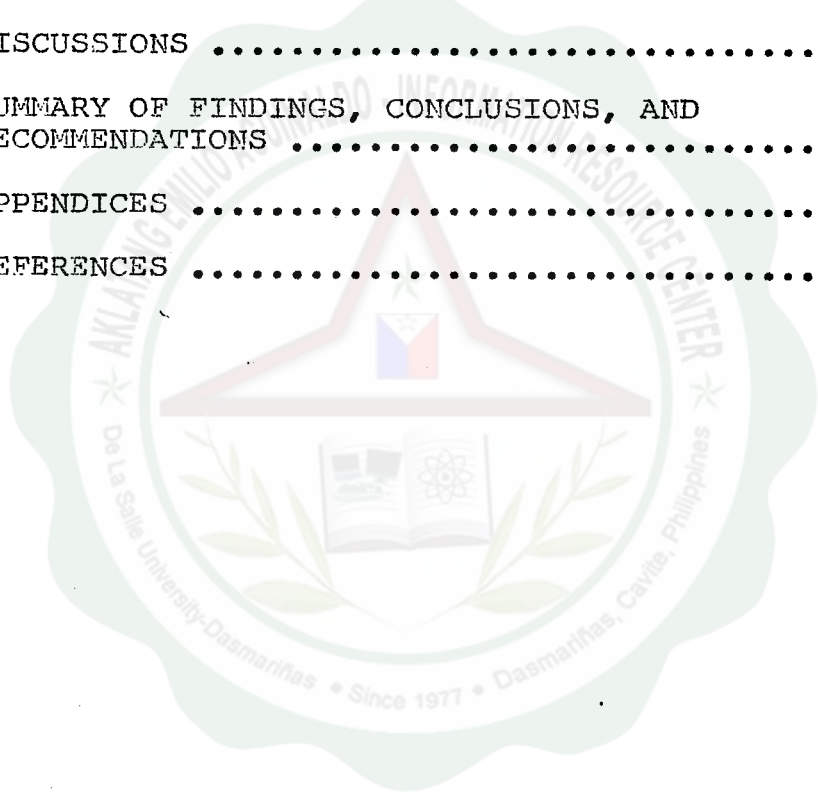 ISCUSSIONS ...............................
UMMARY OF FINDINGS, CONCLUSIONS, AND
ECOMMENDATIONS ...........................
PPENDICES ................................
EFERENCES ................................
AKLATANG EMILIO AGUINALDO INFORMATION RESOURCE CENTER
De La Salle University-Dasmariñas • Since 1977 • Dasmariñas, Cavite, Philippines